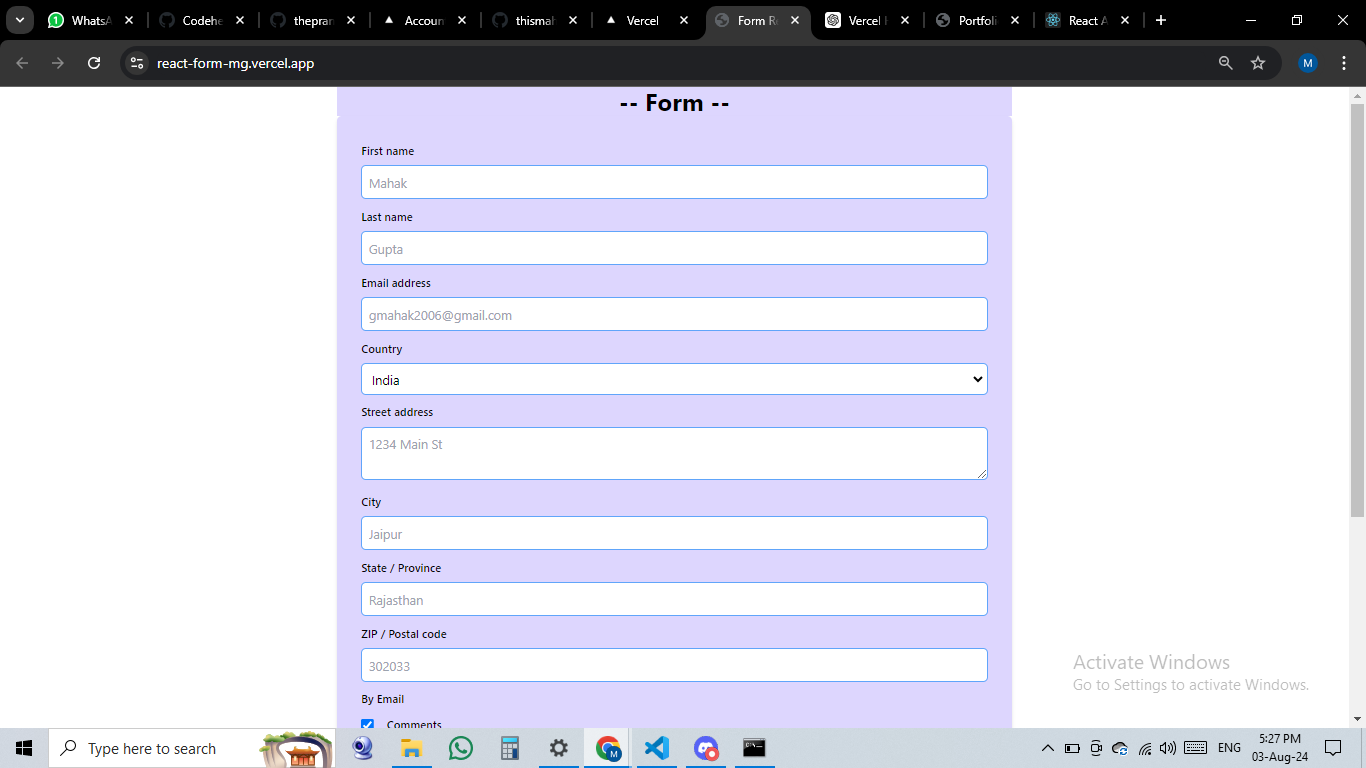 WhatsA
Codehe
thepran
Accoun
thismah
Vercel
Form Re
Vercel
Portfoli
React A
react-form-mg.vercel.app
M
-- Form --
First name
Mahak
Last name
Gupta
Email address
gmahak2006@gmail.com
Country
India
Street address
1234 Main St
City
Jaipur
State / Province
Rajasthan
ZIP / Postal code
302033
By Email
Comments
Activate Windows
Go to Settings to activate Windows.
Type here to search
M
ENG
5:27 PM
03-Aug-24